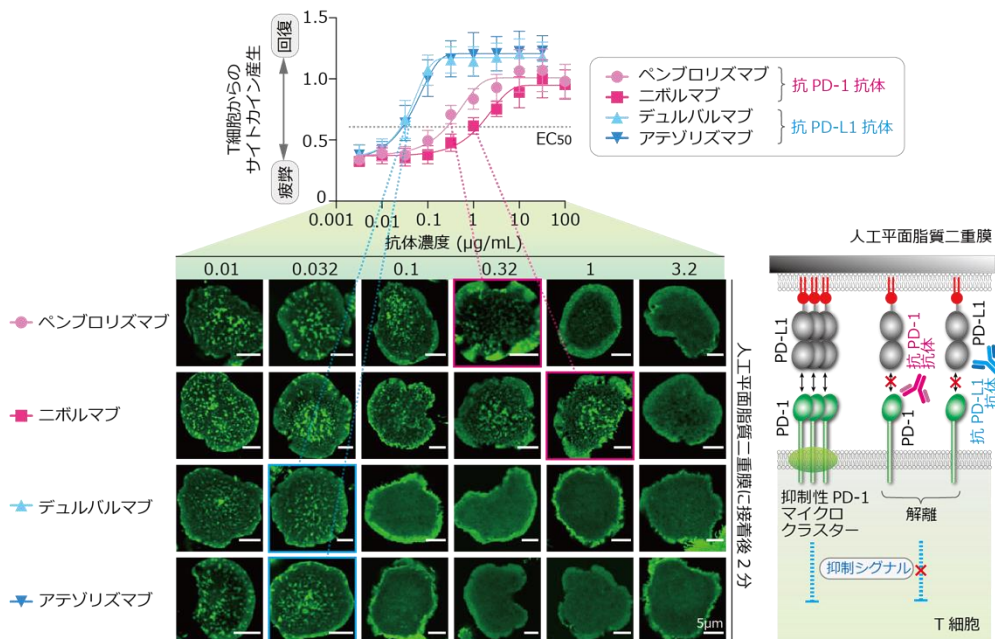 回復
T細胞からの
サイトカイン産生
疲弊
1.5
1.0
0.5
0
EC50
0.001
0.01
0.1
1
10
100
抗体濃度 (μg/mL)
ペンブロリズマブ
ニボルマブ
抗 PD-1 抗体
デュルバルマブ
アテゾリズマブ
抗 PD-L1 抗体
0.01 0.032 0.1 0.32 1 3.2
ペンブロリズマブ
ニボルマブ
デュルバルマブ
アテゾリズマブ
5μm
人工平面脂質二重膜に接着後 2 分
人工平面脂質二重膜
PD-L1
抗 PD-1
抗体
PD-L1
抗 PD-L1
抗体
PD-1
PD-1
抑制性 PD-1
マイクロ
クラスター
解離
抑制シグナル
T 細胞